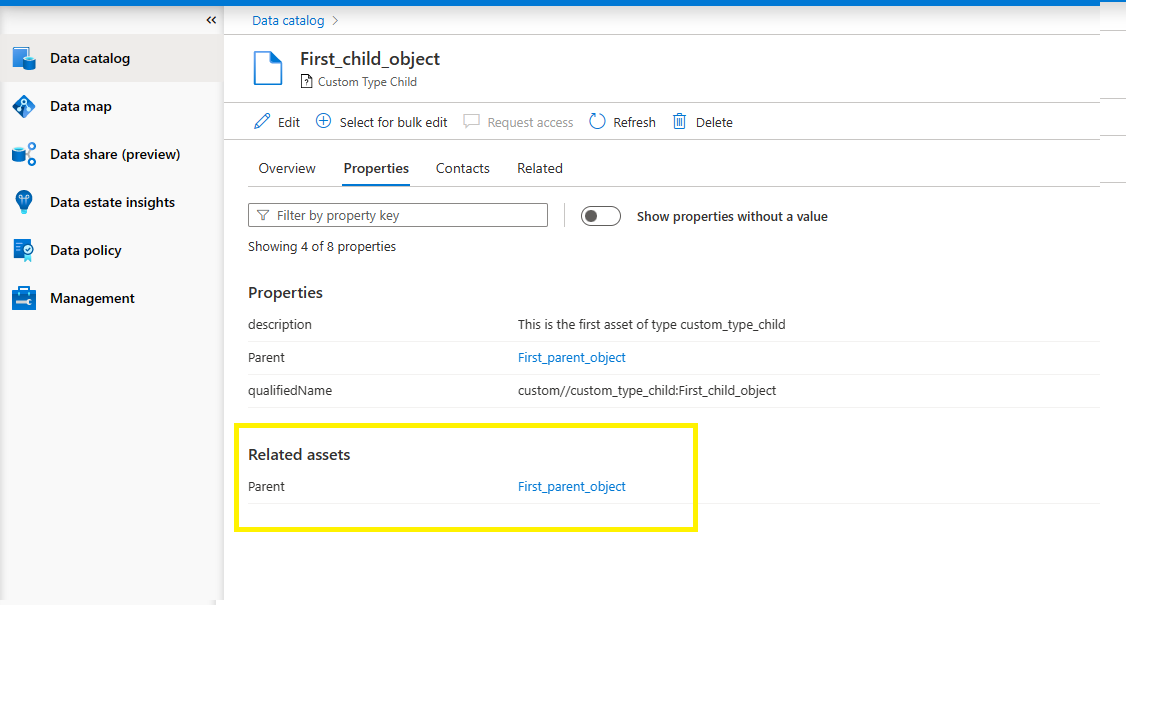 Data catalog
Data map
Data share (preview)
Data estate insights
Data policy
Management
Data catalog
First_child_object
Custom Type Child
Edit Select for bulk edit Request access Refresh Delete
Overview Properties Contacts Related
Filter by property key Show properties without a value
Showing 4 of 8 properties
Properties
description This is the first asset of type custom_type_child
Parent First_parent_object
qualifiedName custom//custom_type_child:First_child_object
Related assets
Parent First_parent_object